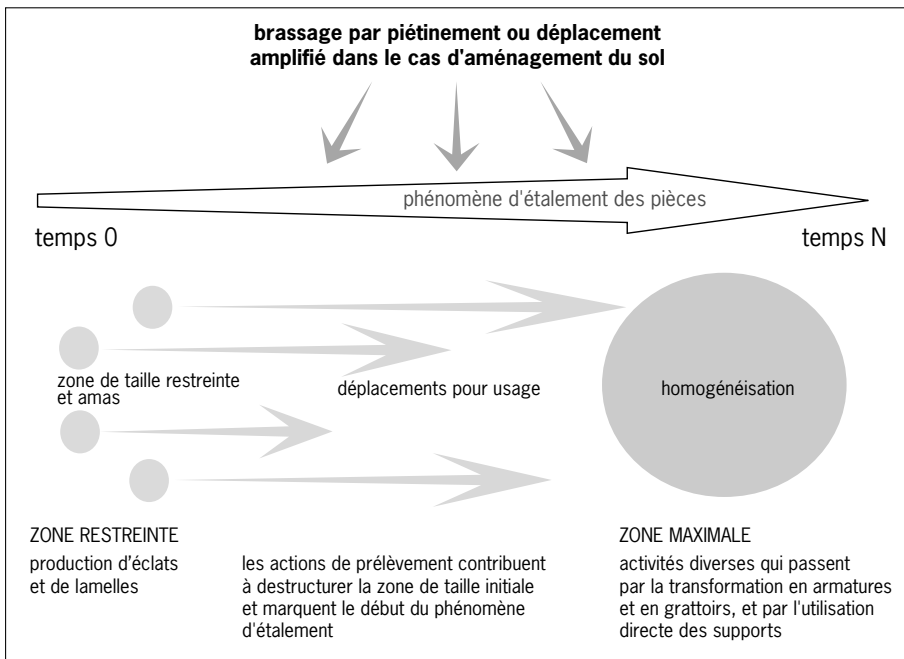 brassage par piétinement ou déplacement
amplifié dans le cas d'aménagement du sol
phénomène d'étalement des pièces
temps 0
temps N
zone de taille restreinte
et amas
déplacements pour usage
homogénéisation
ZONE RESTREINTE
production d'éclats
et de lamelles
les actions de prélèvement contribuent
à destructurer la zone de taille initiale
et marquent le début du phénomène
d'étalement
ZONE MAXIMALE
activités diverses qui passent
par la transformation en armatures
et en grattoirs, et par l'utilisation
directe des supports